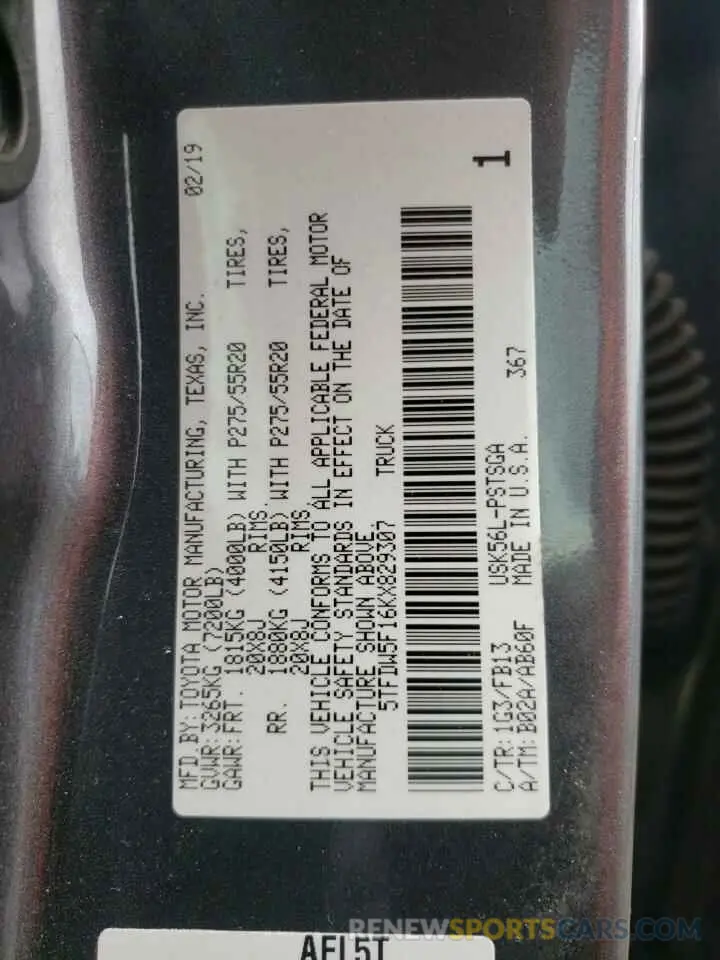 MFD.BY:TOYOTA MOTOR MANUFACTURING, TEXAS, INC. 02/19
GVWR:3265KG (7200LB)
GAWR:FRT. 1815KG (4000LB) WITH P275/55R20 TIRES,
20X8J RIMS.
RR. 1880KG (4150LB) WITH P275/55R20 TIRES,
20X8J RIMS
THIS VEHICLE CONFORMS TO ALL APPLICABLE FEDERAL MOTOR
VEHICLE SAFETY STANDARDS IN EFFECT ON THE DATE OF
MANUFACTURE SHOWN ABOVE.
5TFDW5F16KX829307 TRUCK
1
C/TR:1G3/FB13 USK56L-PSTSGA 367
A/TM:B02A/AB60F MADE IN U.S.A.
AFL5T
RENEWSPORTSCARS.COM